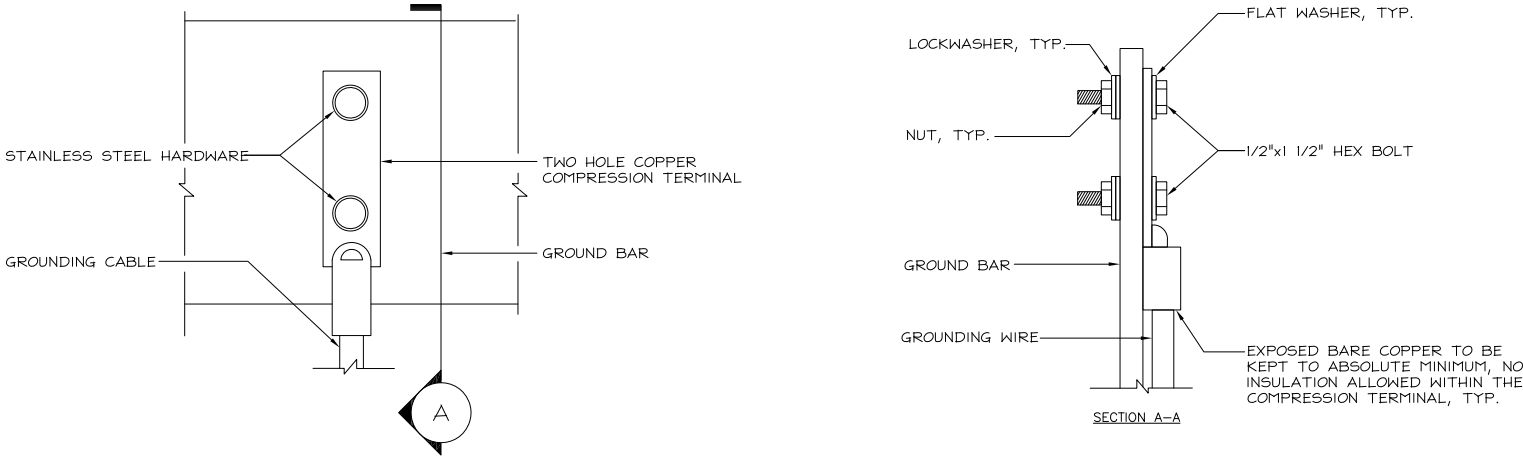 STAINLESS STEEL HARDWARE
TWO HOLE COPPER
COMPRESSION TERMINAL
GROUNDING CABLE
GROUND BAR
A
FLAT WASHER, TYP.
LOCKWASHER, TYP.
NUT, TYP.
1/2"x1 1/2" HEX BOLT
GROUND BAR
GROUNDING WIRE
EXPOSED BARE COPPER TO BE
KEPT TO ABSOLUTE MINIMUM, NO
INSULATION ALLOWED WITHIN THE
COMPRESSION TERMINAL, TYP.
SECTION A-A